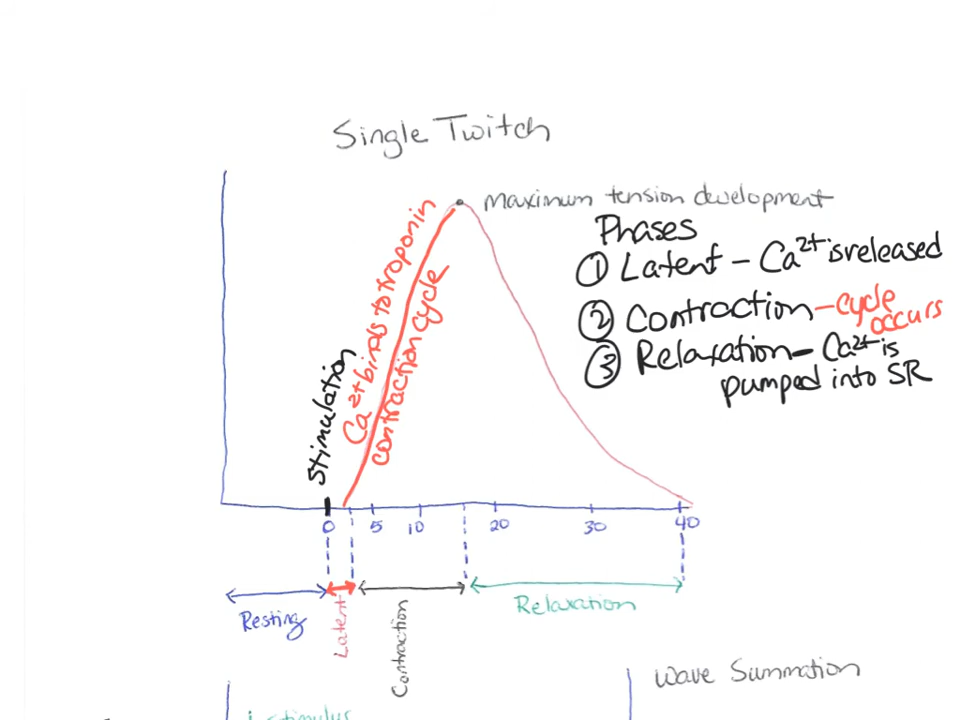 Single Twitch
Maximum tension development
Phases
① Latent – Ca2+ is released
② Contraction – cycle occurs
③ Relaxation – Ca2+ is
pumped into SR
Stimulation
Ca2+ binds to troponin
contraction cycle
0 5 10 20 30 40
Resting
Latent
Contraction
Relaxation
Wave Summation
1 stimulus